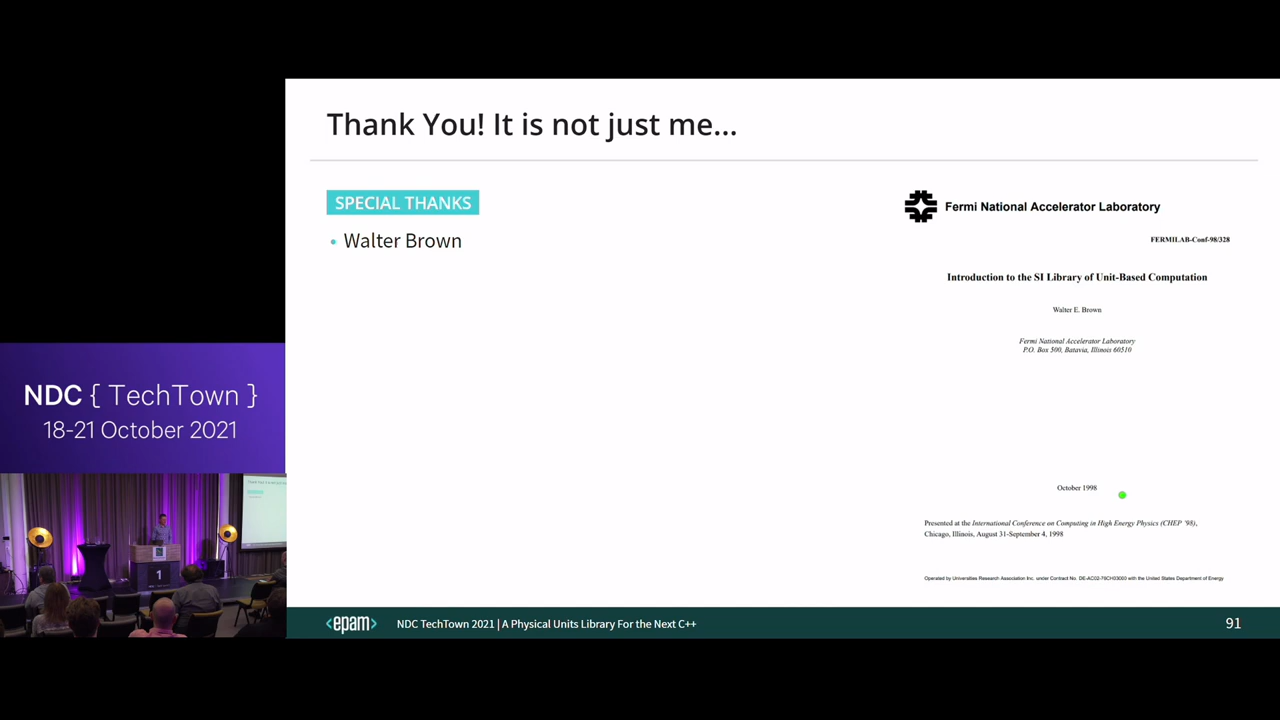 Thank You! It is not just me...
SPECIAL THANKS
• Walter Brown
Fermi National Accelerator Laboratory
FERMILAB-Conf-98/328
Introduction to the SI Library of Unit-Based Computation
Walter E. Brown
Fermi National Accelerator Laboratory
P.O. Box 500, Batavia, Illinois 60510
October 1998
Presented at the International Conference on Computing in High Energy Physics (CHEP '98),
Chicago, Illinois, August 31-September 4, 1998
Operated by Universities Research Association Inc. under Contract No. DE-AC02-76CH03000 with the United States Department of Energy
NDC { TechTown }
18-21 October 2021
1
<epam>
NDC TechTown 2021 | A Physical Units Library For the Next C++
91